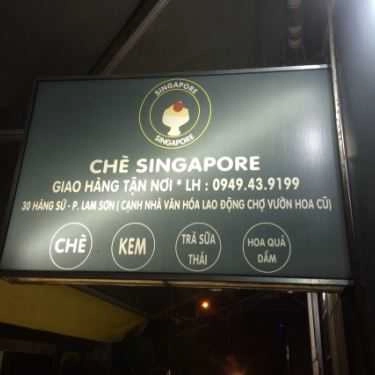 SINGAPORE
SINGAPORE
CHÈ SINGAPORE
GIAO HÀNG TẬN NƠI * LH : 0949.43.9199
30 HÀNG SŨ - P. LAM SƠN ( CẠNH NHÀ VĂN HÓA LAO ĐỘNG CHỢ VƯỜN HOA CŨ)
CHÈ
KEM
TRÀ SỮA
THÁI
HOA QUẢ
DẦM